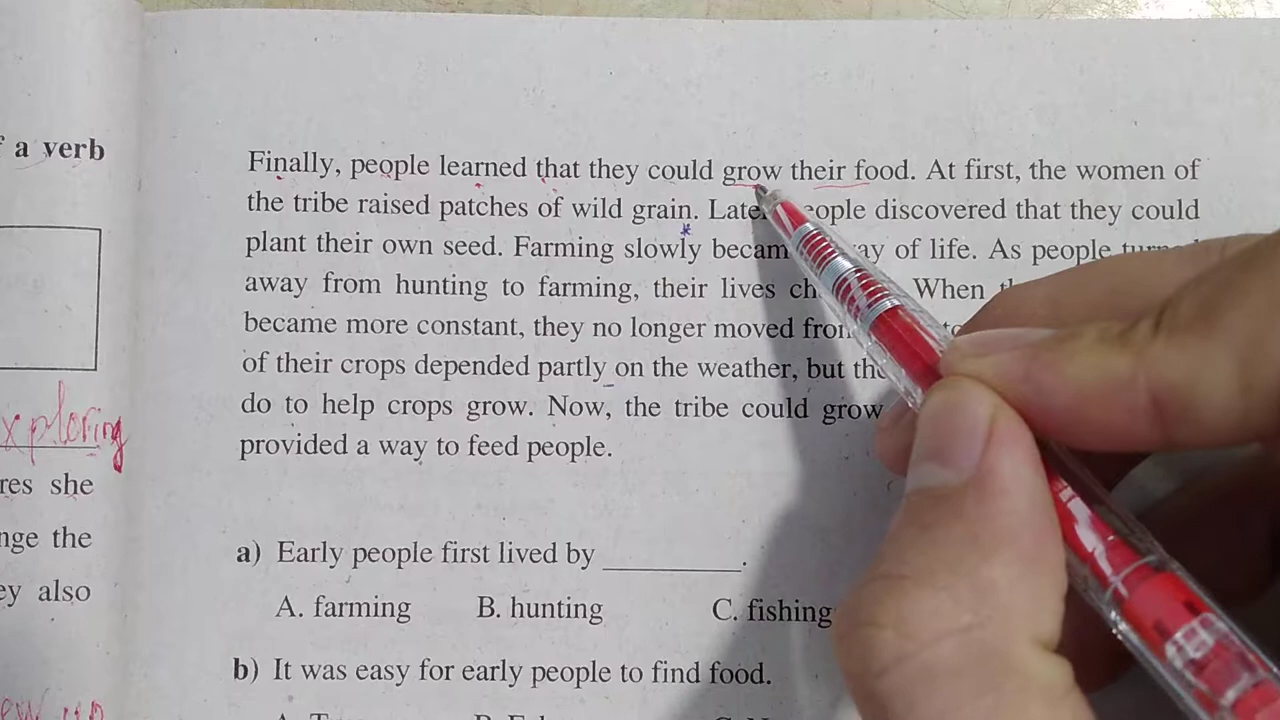 a verb
Finally, people learned that they could grow their food. At first, the women of
the tribe raised patches of wild grain. Later people discovered that they could
plant their own seed. Farming slowly became way of life. As people turned
away from hunting to farming, their lives When
became more constant, they no longer moved from
of their crops depended partly on the weather, but
do to help crops grow. Now, the tribe could grow
provided a way to feed people.
xploring
res she
nge the
ey also
a) Early people first lived by ________.
A. farming B. hunting C. fishing
b) It was easy for early people to find food.